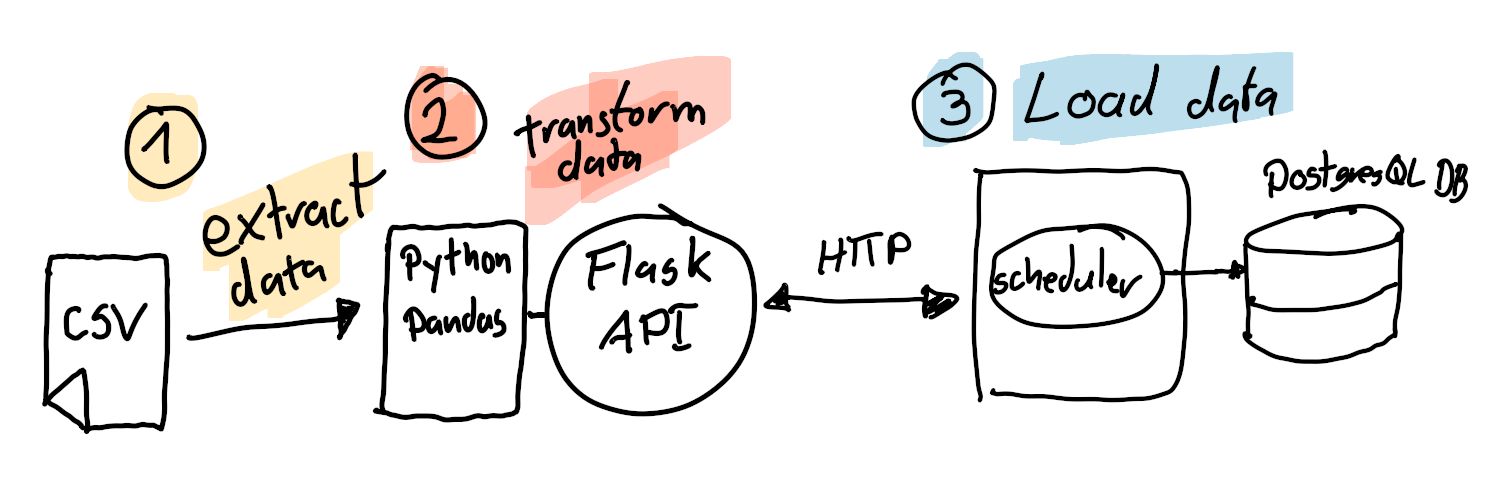 1
extract
data
CSV
2
transform
data
Python
Pandas
Flask
API
HTTP
3
Load data
scheduler
PostgresQL DB